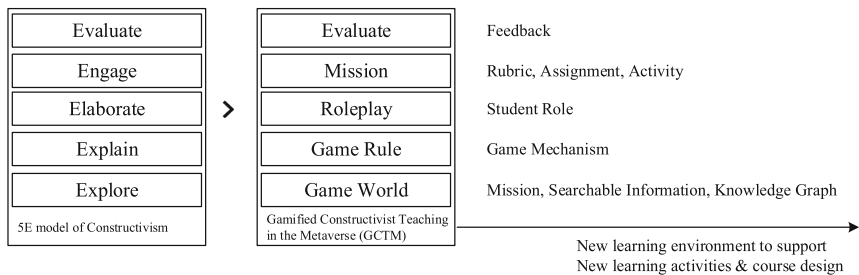 Evaluate
Engage
Elaborate
Explain
Explore
5E model of Constructivism
>
Evaluate
Mission
Roleplay
Game Rule
Game World
Gamified Constructivist Teaching
in the Metaverse (GCTM)
Feedback
Rubric, Assignment, Activity
Student Role
Game Mechanism
Mission, Searchable Information, Knowledge Graph
New learning environment to support
New learning activities & course design